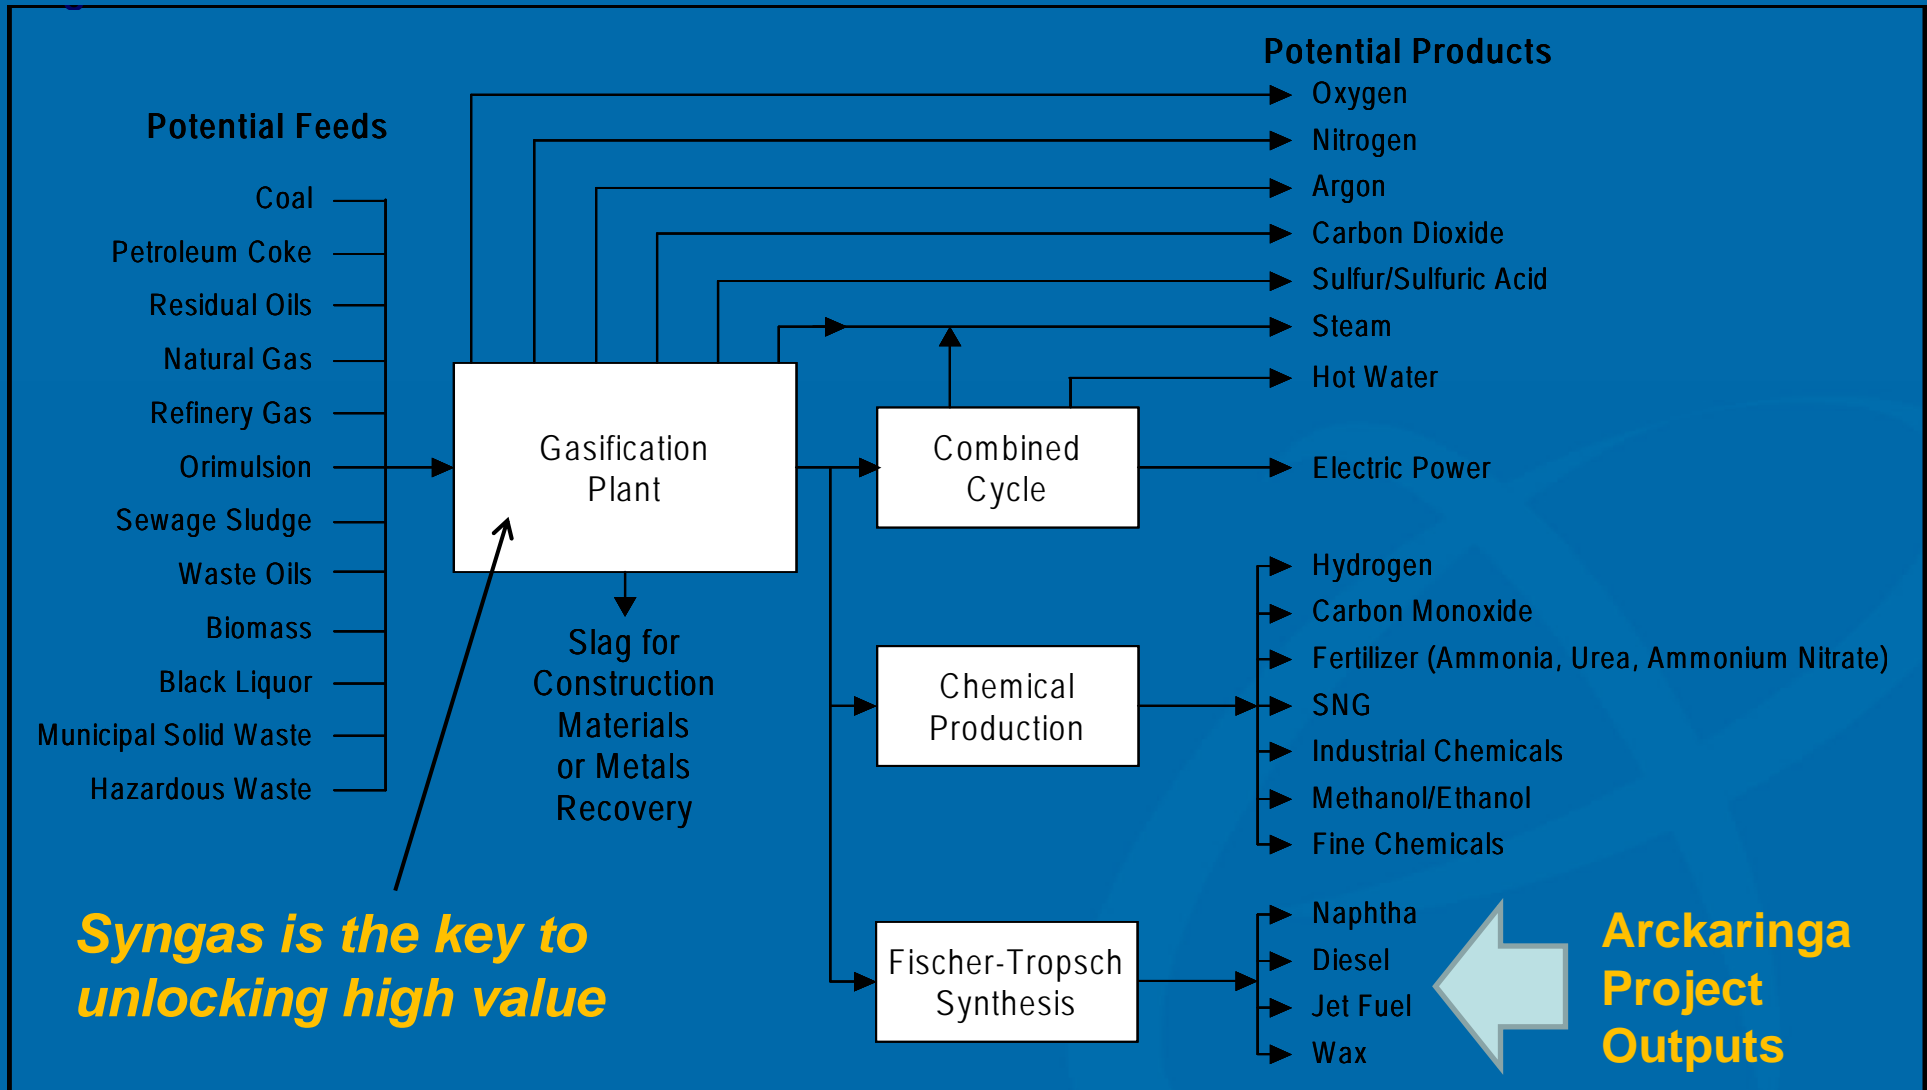 Potential Feeds
Coal
Petroleum Coke
Residual Oils
Natural Gas
Refinery Gas
Orimulsion
Sewage Sludge
Waste Oils
Biomass
Black Liquor
Municipal Solid Waste
Hazardous Waste
Gasification
Plant
Slag for
Construction
Materials
or Metals
Recovery
Syngas is the key to
unlocking high value
Combined
Cycle
Chemical
Production
Fischer-Tropsch
Synthesis
Potential Products
Oxygen
Nitrogen
Argon
Carbon Dioxide
Sulfur/Sulfuric Acid
Steam
Hot Water
Electric Power
Hydrogen
Carbon Monoxide
Fertilizer (Ammonia, Urea, Ammonium Nitrate)
SNG
Industrial Chemicals
Methanol/Ethanol
Fine Chemicals
Naphtha
Diesel
Jet Fuel
Wax
Arckaringa
Project
Outputs